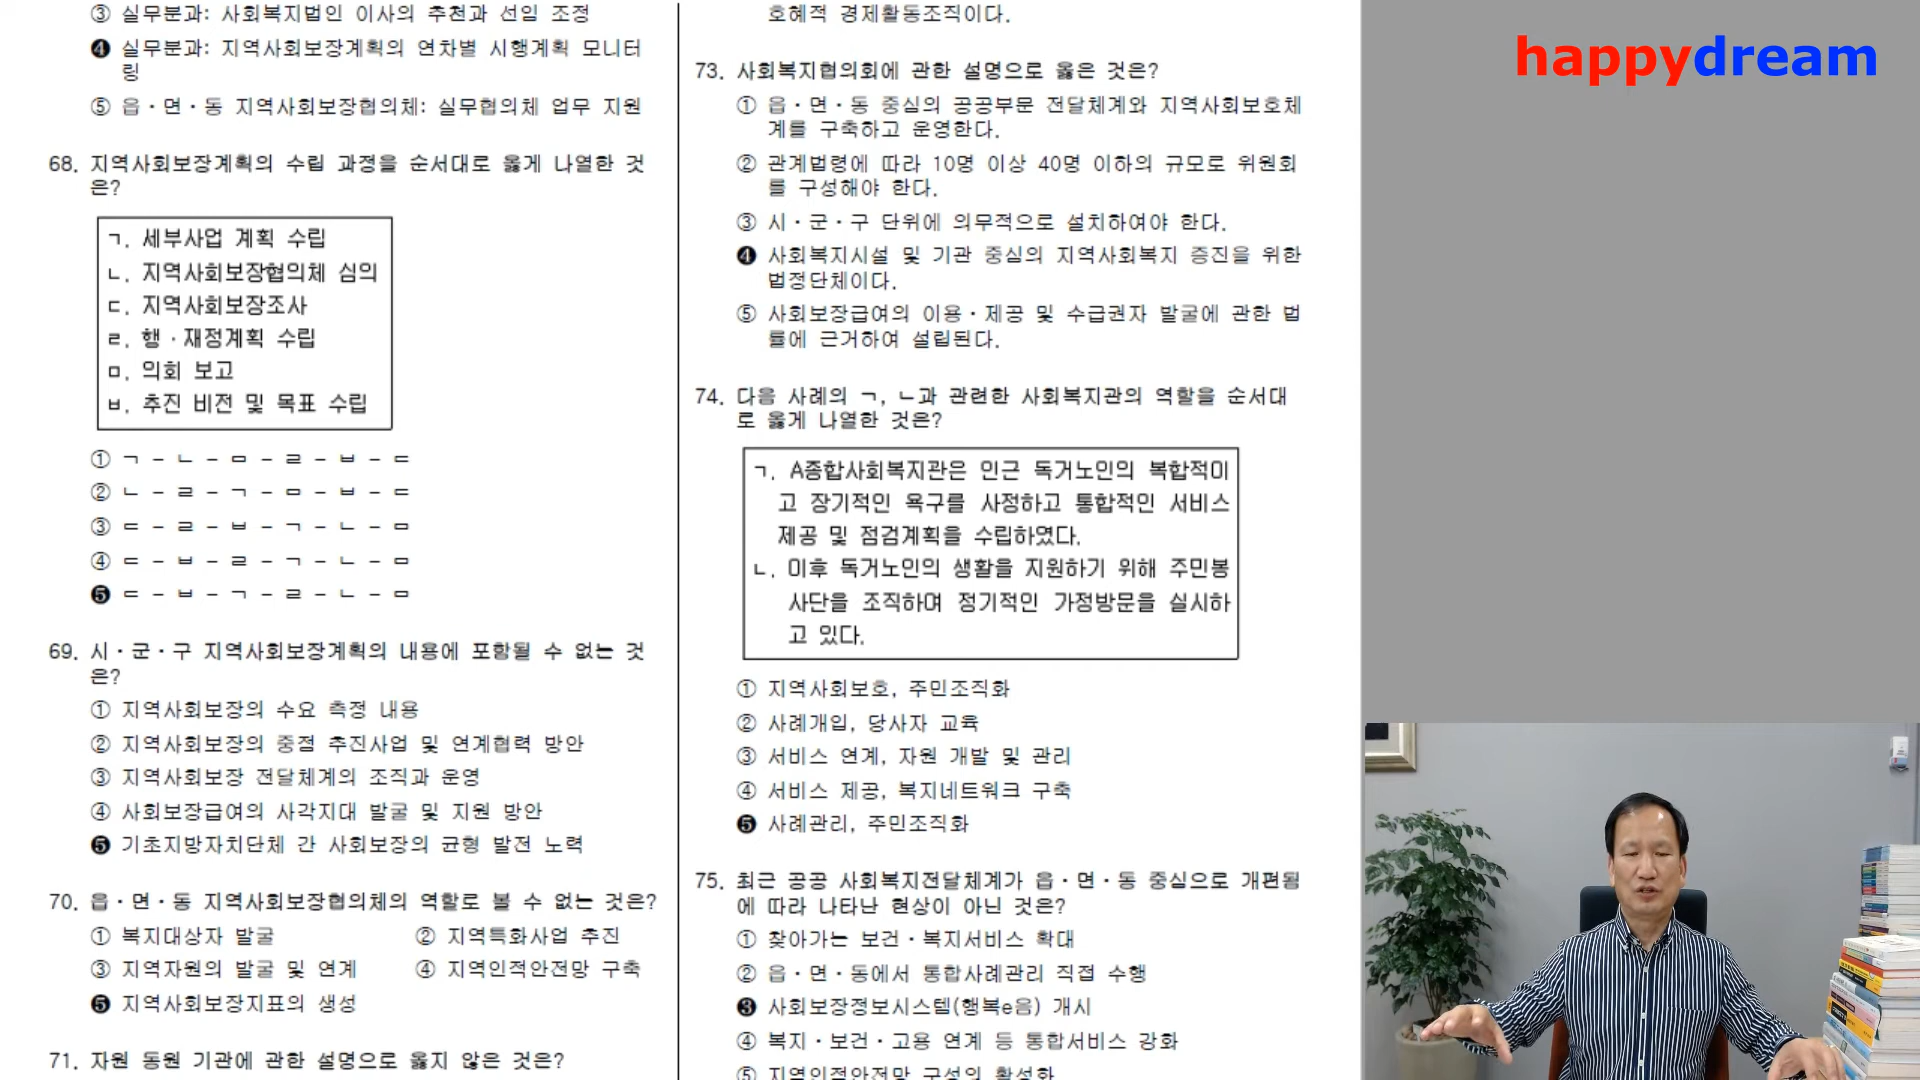 ③ 실무분과: 사회복지법인 이사의 추천과 선임 조정
❹ 실무분과: 지역사회보장계획의 연차별 시행계획 모니터
링
⑤ 읍·면·동 지역사회보장협의체: 실무협의체 업무 지원
68. 지역사회보장계획의 수립 과정을 순서대로 옳게 나열한 것
은?
ㄱ. 세부사업 계획 수립
ㄴ. 지역사회보장협의체 심의
ㄷ. 지역사회보장조사
ㄹ. 행·재정계획 수립
ㅁ. 의회 보고
ㅂ. 추진 비전 및 목표 수립
① ㄱ - ㄴ - ㅁ - ㄹ - ㅂ - ㄷ
② ㄴ - ㄹ - ㄱ - ㅁ - ㅂ - ㄷ
③ ㄷ - ㄹ - ㅂ - ㄱ - ㄴ - ㅁ
④ ㄷ - ㅂ - ㄹ - ㄱ - ㄴ - ㅁ
❺ ㄷ - ㅂ - ㄱ - ㄹ - ㄴ - ㅁ
69. 시·군·구 지역사회보장계획의 내용에 포함될 수 없는 것
은?
① 지역사회보장의 수요 측정 내용
② 지역사회보장의 중점 추진사업 및 연계협력 방안
③ 지역사회보장 전달체계의 조직과 운영
④ 사회보장급여의 사각지대 발굴 및 지원 방안
❺ 기초지방자치단체 간 사회보장의 균형 발전 노력
70. 읍·면·동 지역사회보장협의체의 역할로 볼 수 없는 것은?
① 복지대상자 발굴 ② 지역특화사업 추진
③ 지역자원의 발굴 및 연계 ④ 지역인적안전망 구축
❺ 지역사회보장지표의 생성
71. 자원 동원 기관에 관한 설명으로 옳지 않은 것은?
호혜적 경제활동조직이다.
73. 사회복지협의회에 관한 설명으로 옳은 것은?
① 읍·면·동 중심의 공공부문 전달체계와 지역사회보호체
계를 구축하고 운영한다.
② 관계법령에 따라 10명 이상 40명 이하의 규모로 위원회
를 구성해야 한다.
③ 시·군·구 단위에 의무적으로 설치하여야 한다.
❹ 사회복지시설 및 기관 중심의 지역사회복지 증진을 위한
법정단체이다.
⑤ 사회보장급여의 이용·제공 및 수급권자 발굴에 관한 법
률에 근거하여 설립된다.
74. 다음 사례의 ㄱ, ㄴ과 관련한 사회복지관의 역할을 순서대
로 옳게 나열한 것은?
ㄱ. A종합사회복지관은 인근 독거노인의 복합적이
고 장기적인 욕구를 사정하고 통합적인 서비스
제공 및 점검계획을 수립하였다.
ㄴ. 이후 독거노인의 생활을 지원하기 위해 주민봉
사단을 조직하여 정기적인 가정방문을 실시하
고 있다.
① 지역사회보호, 주민조직화
② 사례개입, 당사자 교육
③ 서비스 연계, 자원 개발 및 관리
④ 서비스 제공, 복지네트워크 구축
❺ 사례관리, 주민조직화
75. 최근 공공 사회복지전달체계가 읍·면·동 중심으로 개편됨
에 따라 나타난 현상이 아닌 것은?
① 찾아가는 보건·복지서비스 확대
② 읍·면·동에서 통합사례관리 직접 수행
❸ 사회보장정보시스템(행복e음) 개시
④ 복지·보건·고용 연계 등 통합서비스 강화
⑤ 지역인적안전망 구성의 활성화
happydream